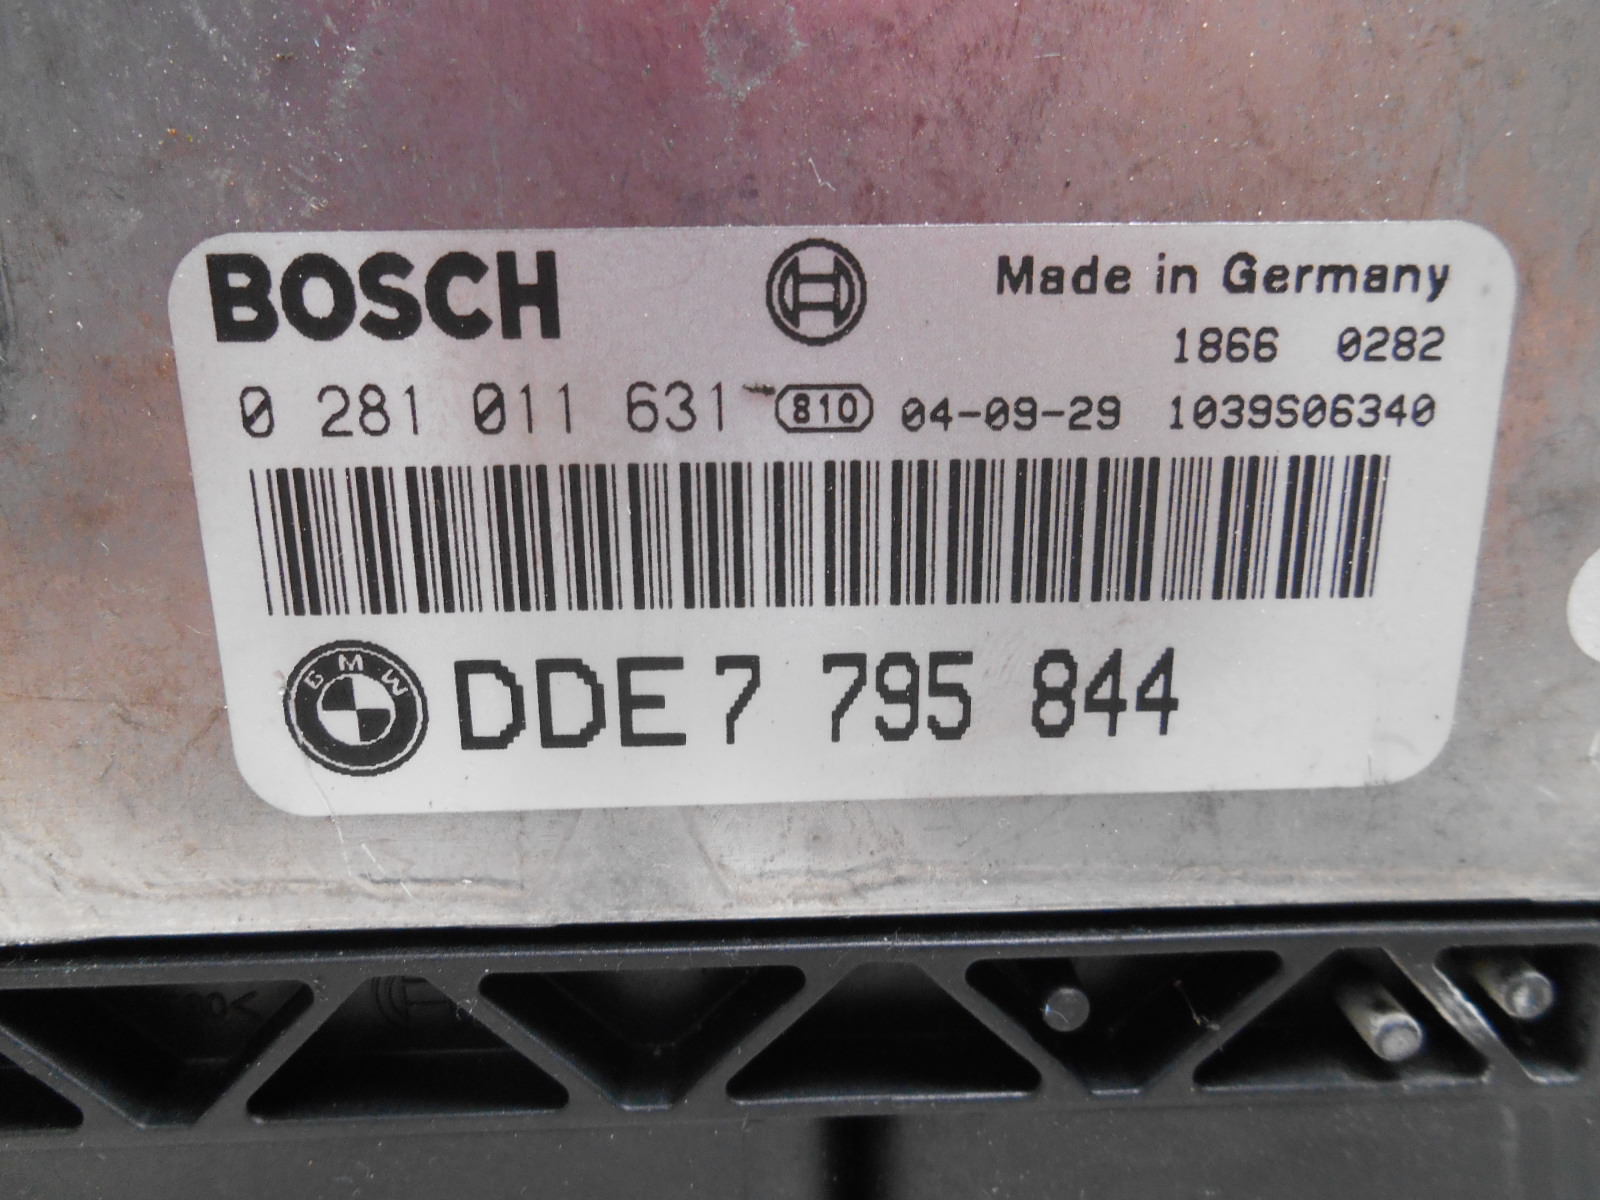 BOSCH Made in Germany
1866 0282
0 281 011 631 810 04-09-29 1039S06340
BMW DDE 7 795 844